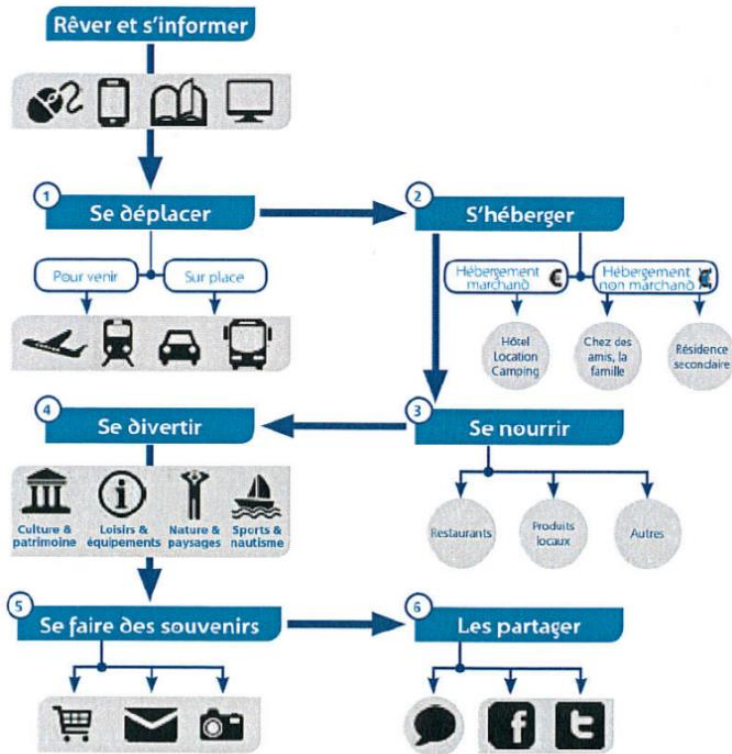 Rêver et s'informer
1
Se déplacer
Pour venir
Sur place
2
S'héberger
Hébergement
marchand €
Hébergement
non marchand
Hôtel
Location
Camping
Chez des
amis, la
famille
Résidence
secondaire
4
Se divertir
Culture &
patrimoine
Loisirs &
équipements
Nature &
paysages
Sports &
nautisme
3
Se nourrir
Restaurants
Produits
locaux
Autres
5
Se faire des souvenirs
6
Les partager
f
t